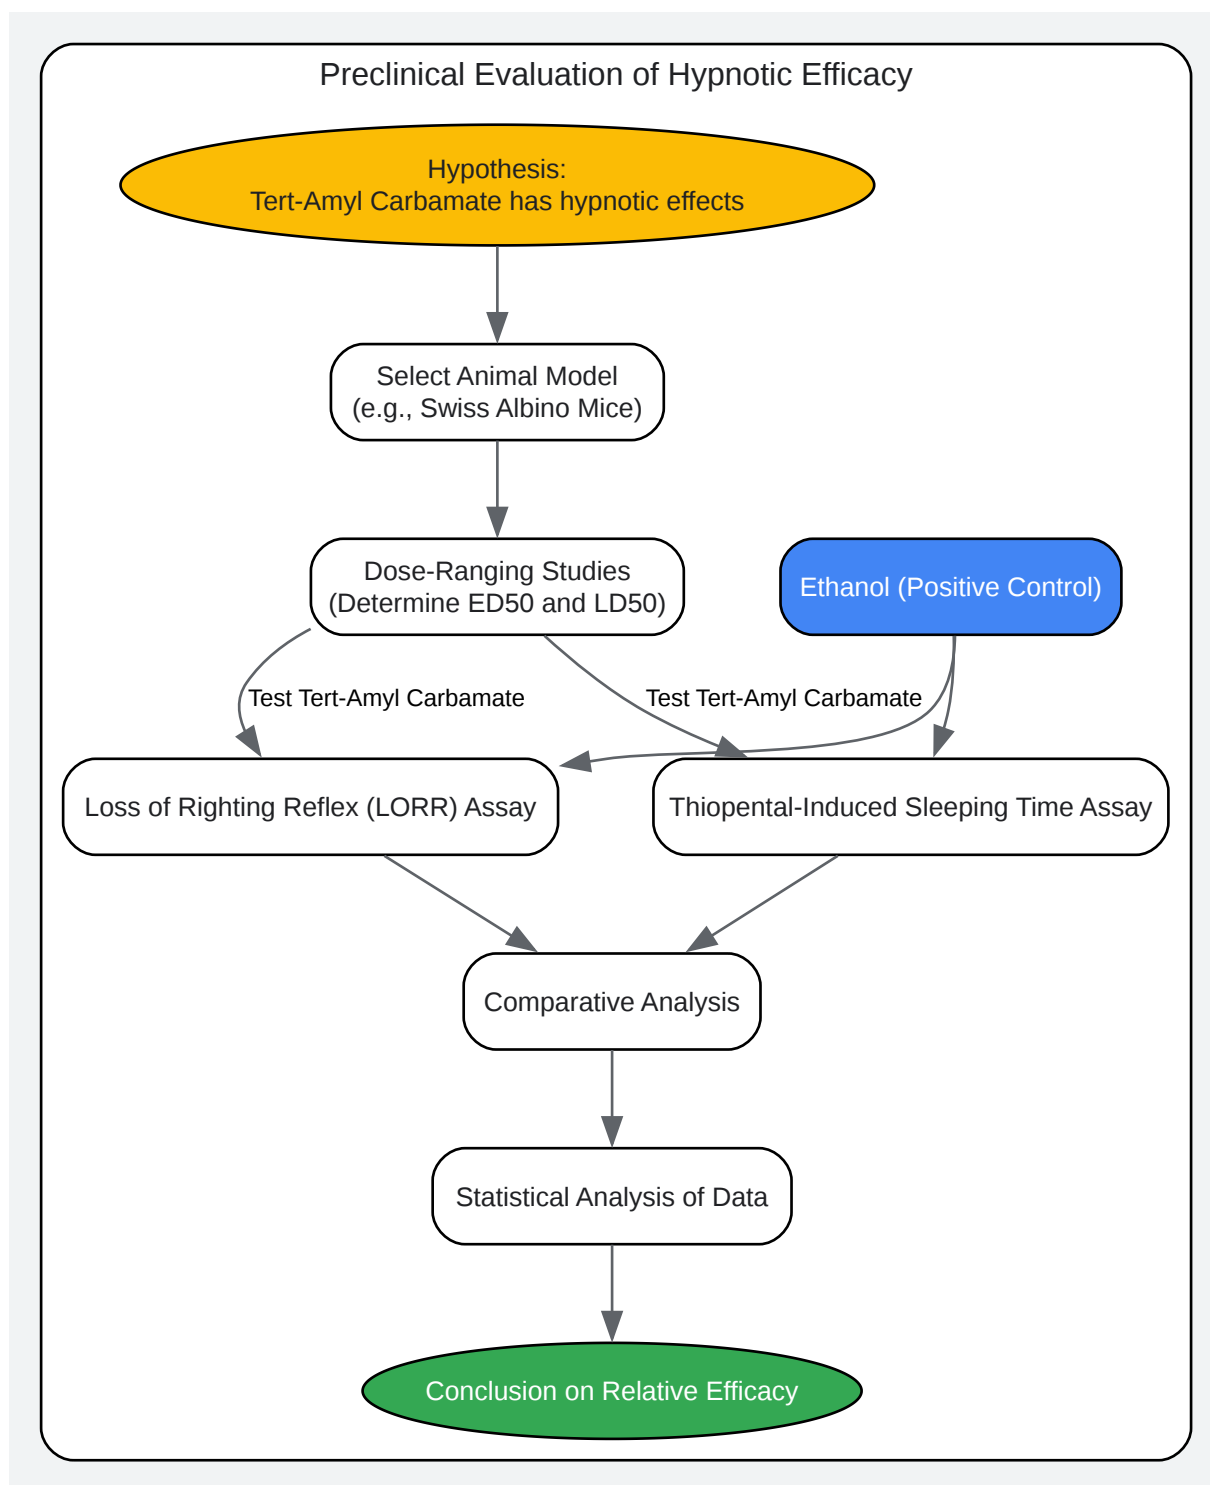 Preclinical Evaluation of Hypnotic Efficacy
Hypothesis:
Tert-Amyl Carbamate has hypnotic effects
Select Animal Model
(e.g., Swiss Albino Mice)
Dose-Ranging Studies
(Determine ED50 and LD50)
Ethanol (Positive Control)
Test Tert-Amyl Carbamate
Test Tert-Amyl Carbamate
Loss of Righting Reflex (LORR) Assay
Thiopental-Induced Sleeping Time Assay
Comparative Analysis
Statistical Analysis of Data
Conclusion on Relative Efficacy